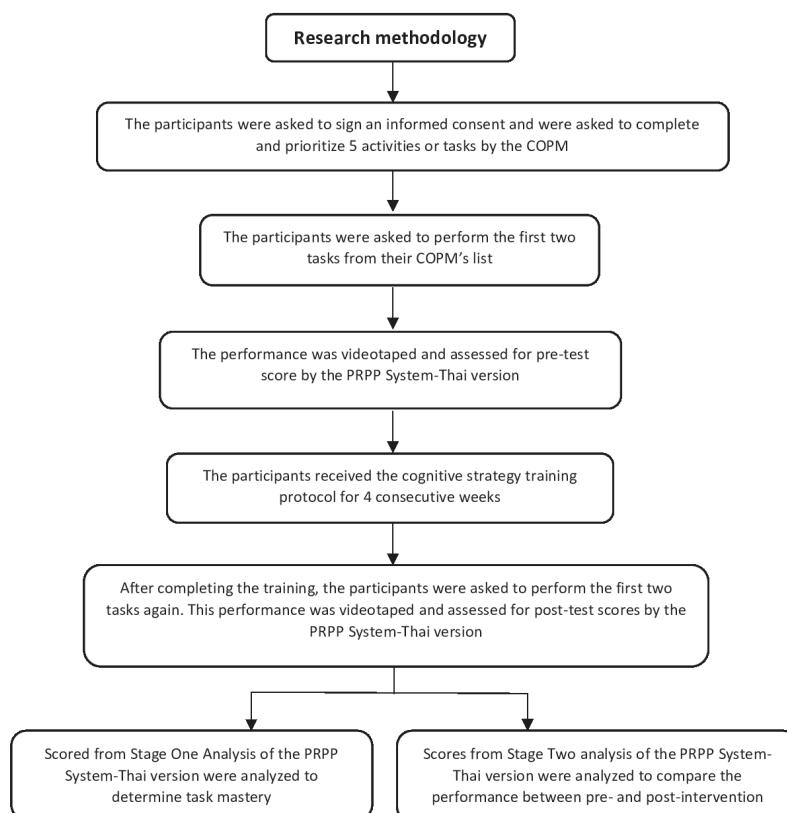 Research methodology
The participants were asked to sign an informed consent and were asked to complete
and prioritize 5 activities or tasks by the COPM
The participants were asked to perform the first two
tasks from their COPM's list
The performance was videotaped and assessed for pre-test
score by the PRPP System-Thai version
The participants received the cognitive strategy training
protocol for 4 consecutive weeks
After completing the training, the participants were asked to perform the first two
tasks again. This performance was videotaped and assessed for post-test scores by the
PRPP System-Thai version
Scored from Stage One Analysis of the PRPP
System-Thai version were analyzed to
determine task mastery
Scores from Stage Two analysis of the PRPP System-
Thai version were analyzed to compare the
performance between pre- and post-intervention